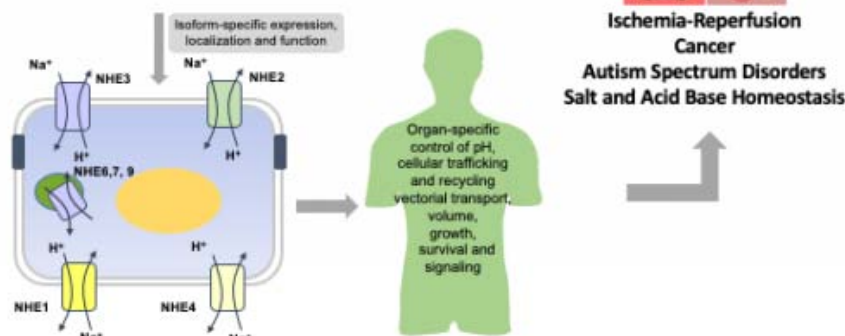 Isoform-specific expression,
localization and function
Na⁺
NHE3
Na⁺
NHE2
H⁺
H⁺
NHE6,7, 9
H⁺
H⁺
NHE1
Na⁺
NHE4
Na⁺
Organ-specific
control of pH,
cellular trafficking
and recycling
vectorial transport,
volume,
growth,
survival and
signaling
Ischemia-Reperfusion
Cancer
Autism Spectrum Disorders
Salt and Acid Base Homeostasis